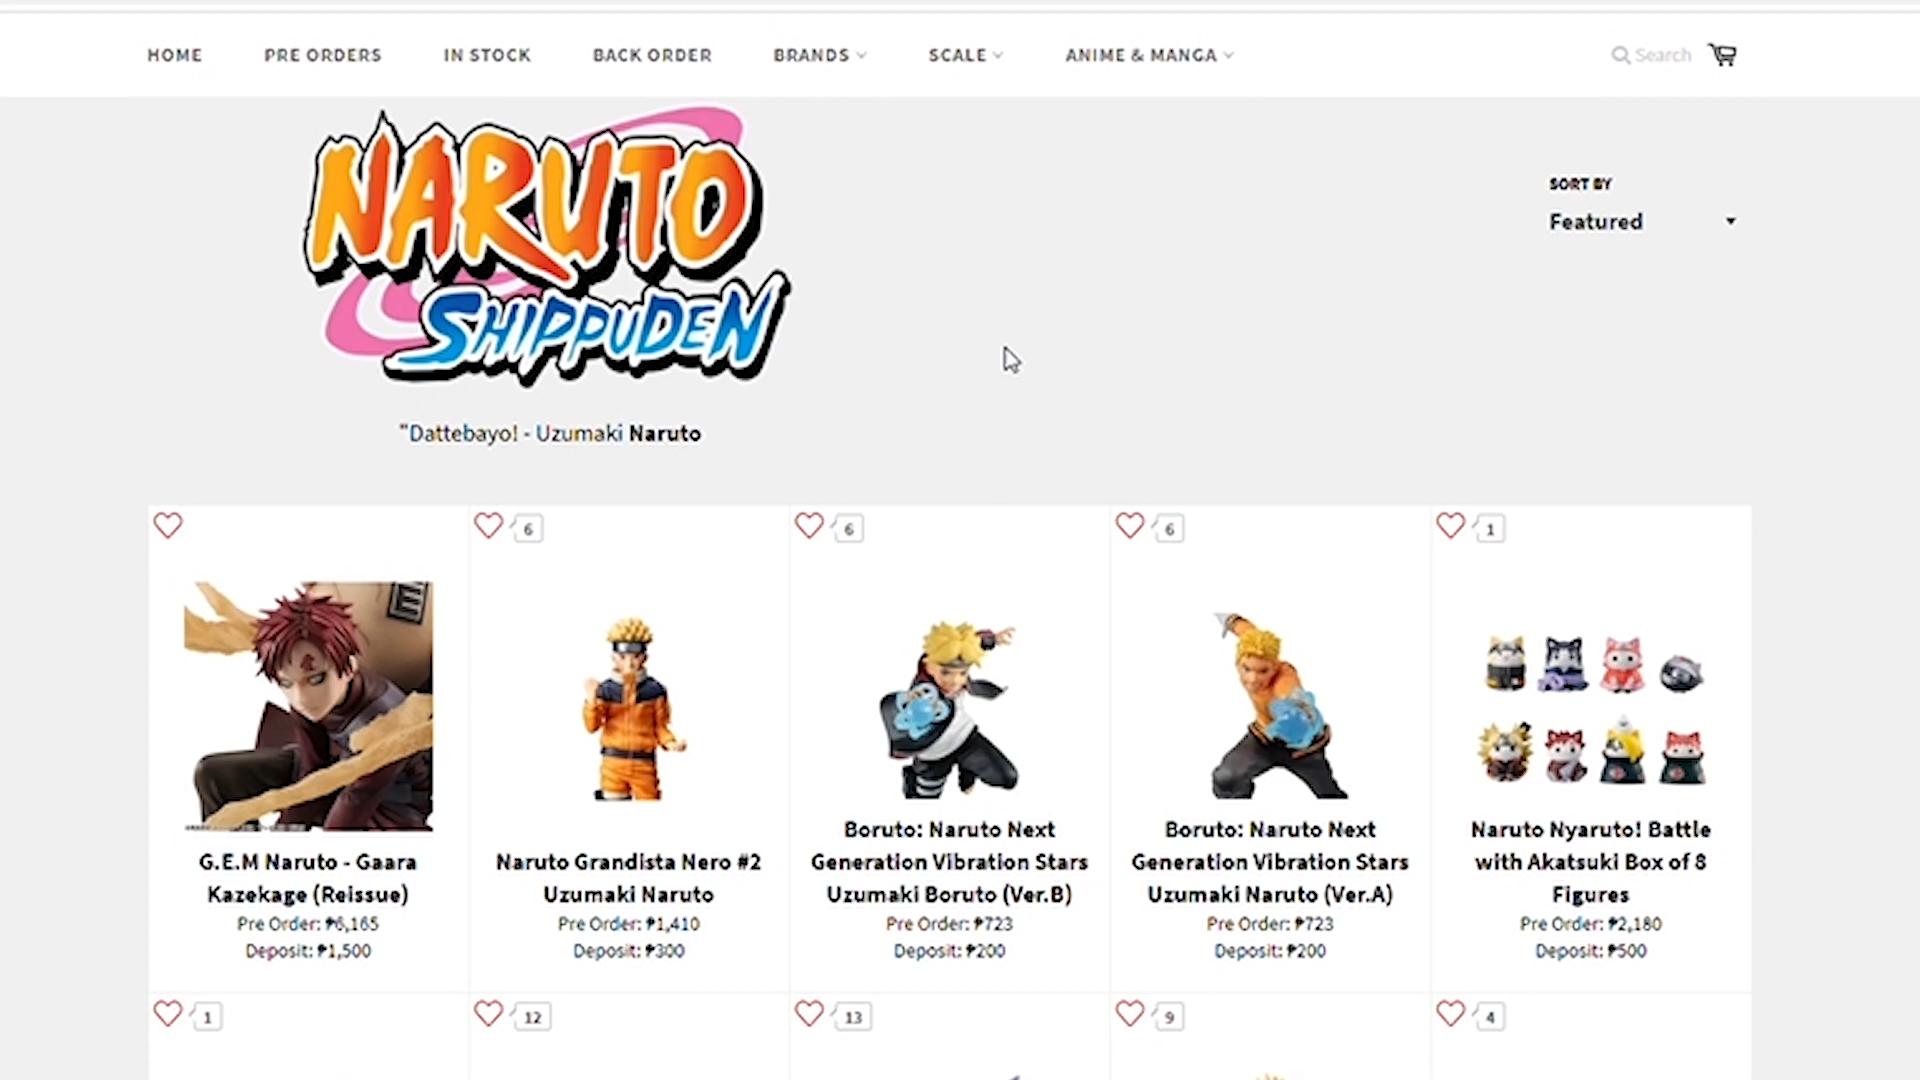 HOME PRE ORDERS IN STOCK BACK ORDER BRANDS SCALE ANIME & MANGA Search
NARUTO
SHIPPUDEN
SORT BY
Featured
"Dattebayo! - Uzumaki Naruto
6 6 6 1
G.E.M Naruto - Gaara
Kazekage (Reissue)
Pre Order: ₱6,165
Deposit: ₱1,500
Naruto Grandista Nero #2
Uzumaki Naruto
Pre Order: ₱1,410
Deposit: ₱300
Boruto: Naruto Next
Generation Vibration Stars
Uzumaki Boruto (Ver.B)
Pre Order: ₱723
Deposit: ₱200
Boruto: Naruto Next
Generation Vibration Stars
Uzumaki Naruto (Ver.A)
Pre Order: ₱723
Deposit: ₱200
Naruto Nyaruto! Battle
with Akatsuki Box of 8
Figures
Pre Order: ₱2,180
Deposit: ₱500
1 12 13 9 4